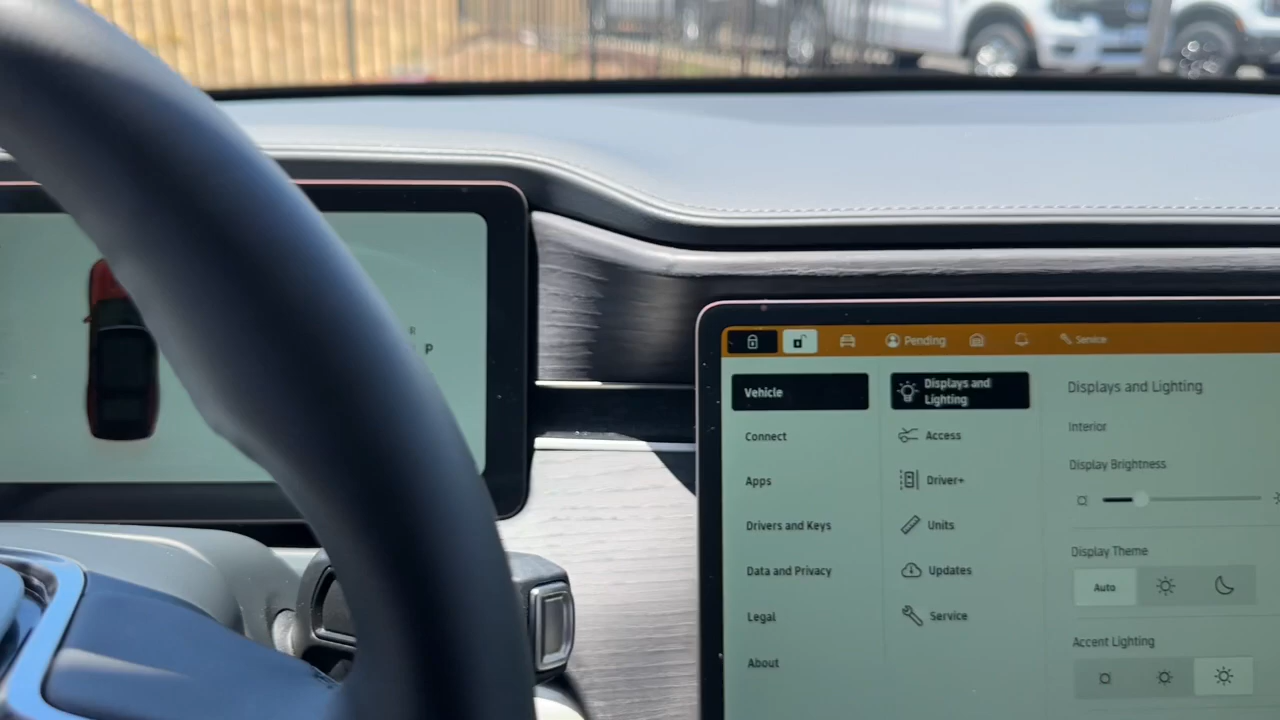 R
P
Pending
Service
Vehicle
Connect
Apps
Drivers and Keys
Data and Privacy
Legal
About
Displays and
Lighting
Access
Driver+
Units
Updates
Service
Displays and Lighting
Interior
Display Brightness
Display Theme
Auto
Accent Lighting